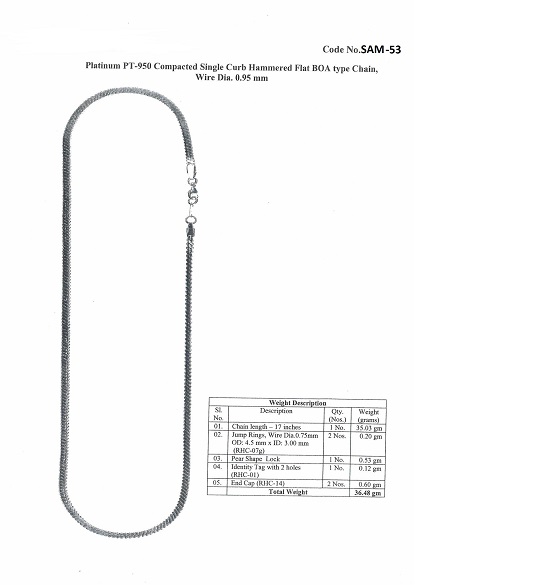 Code No.SAM-53
Platinum PT-950 Compacted Single Curb Hammered Flat BOA type Chain,
Wire Dia. 0.95 mm
Weight Description
Sl. No. Description Qty. (Nos.) Weight (grams)
01. Chain length – 17 inches 1 No. 35.03 gm
02. Jump Rings, Wire Dia:0.75mm 2 Nos. 0.20 gm
OD: 4.5 mm x ID: 3.00 mm
(RHC-07g)
03. Pear Shape Lock 1 No. 0.53 gm
04. Identity Tag with 2 holes 1 No. 0.12 gm
(RHC-01)
05. End Cap (RHC-14) 2 Nos. 0.60 gm
Total Weight 36.48 gm